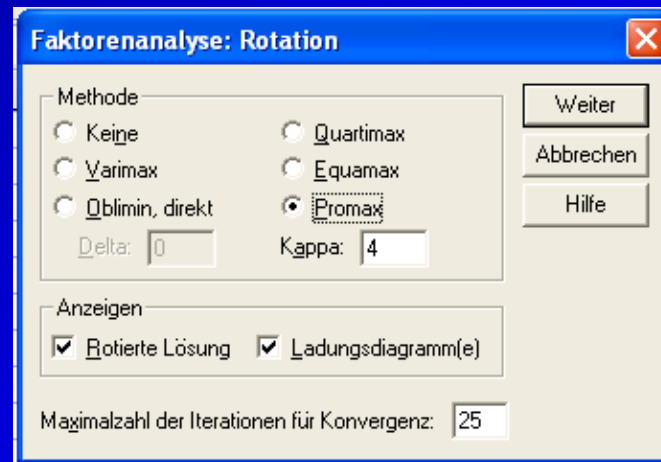 Faktorenanalyse: Rotation
Methode
Keine
Quartimax
Varimax
Equamax
Oblimin, direkt
Promax
Delta: 0
Kappa: 4
Weiter
Abbrechen
Hilfe
Anzeigen
Rotierte Lösung
Ladungsdiagramm(e)
Maximalzahl der Iterationen für Konvergenz: 25